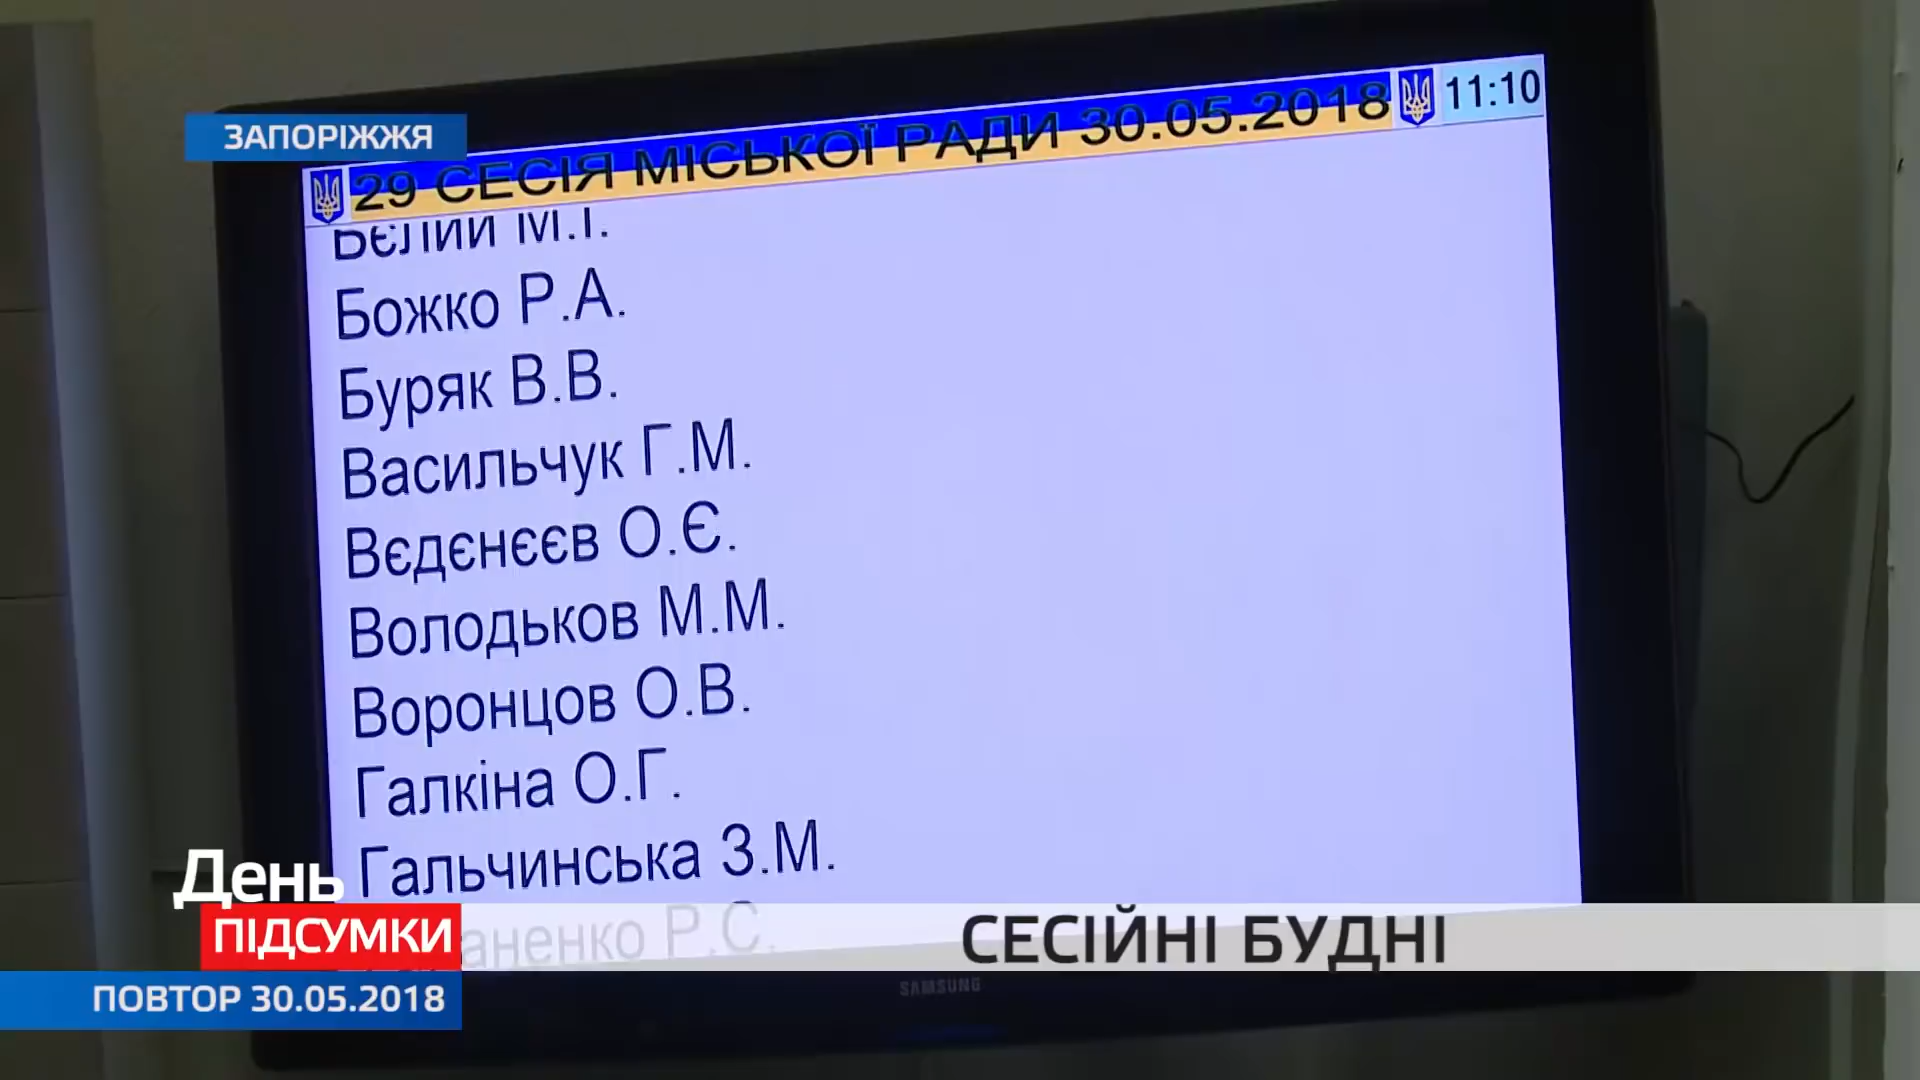 ЗАПОРІЖЖЯ
29 СЕСІЯ МІСЬКОЇ РАДИ 30.05.2018 11:10
Бєлий М.І.
Божко Р.А.
Буряк В.В.
Васильчук Г.М.
Вєдєнєєв О.Є.
Володьков М.М.
Воронцов О.В.
Галкіна О.Г.
Гальчинська З.М.
Р.С.
День
ПІДСУМКИ
СЕСІЙНІ БУДНІ
ПОВТОР 30.05.2018
SAMSUNG